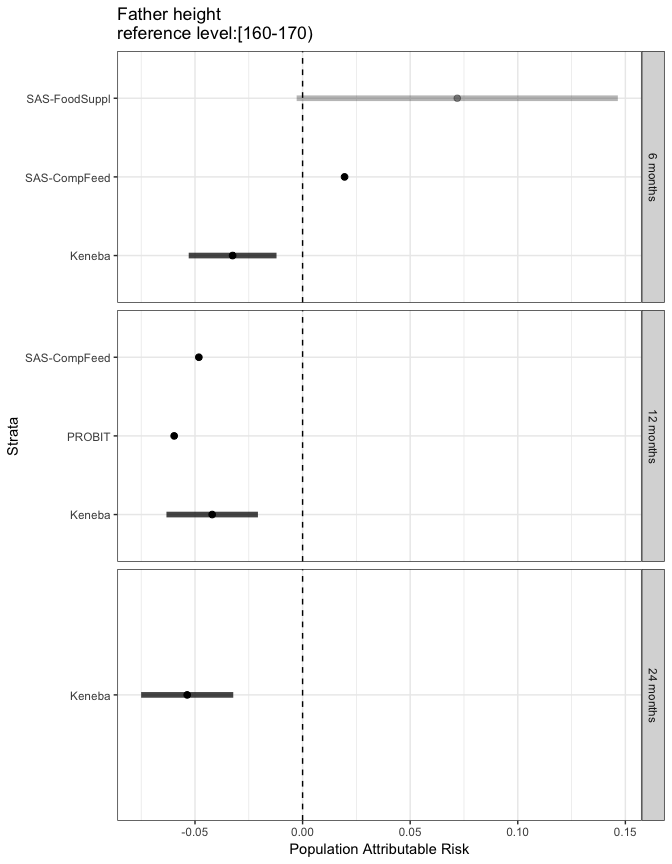 Father height
reference level:[160-170)
SAS-FoodSuppl
SAS-CompFeed
Keneba
6 months
SAS-CompFeed
PROBIT
Keneba
12 months
Keneba
24 months
Strata
-0.05
0.00
0.05
0.10
0.15
Population Attributable Risk